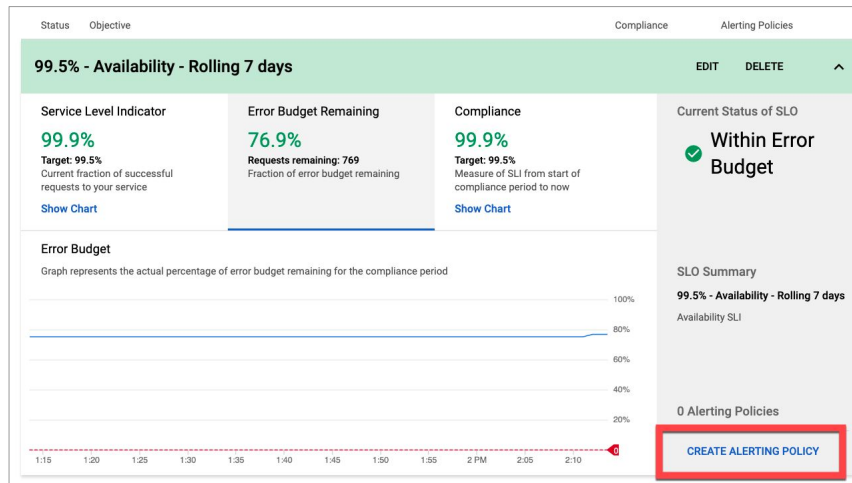 Status Objective Compliance Alerting Policies
99.5% - Availability - Rolling 7 days EDIT DELETE
Service Level Indicator
99.9%
Target: 99.5%
Current fraction of successful
requests to your service
Show Chart
Error Budget Remaining
76.9%
Requests remaining: 769
Fraction of error budget remaining
Compliance
99.9%
Target: 99.5%
Measure of SLI from start of
compliance period to now
Show Chart
Current Status of SLO
Within Error
Budget
Error Budget
Graph represents the actual percentage of error budget remaining for the compliance period
100%
80%
60%
40%
20%
0
1:15 1:20 1:25 1:30 1:35 1:40 1:45 1:50 1:55 2 PM 2:05 2:10
SLO Summary
99.5% - Availability - Rolling 7 days
Availability SLI
0 Alerting Policies
CREATE ALERTING POLICY